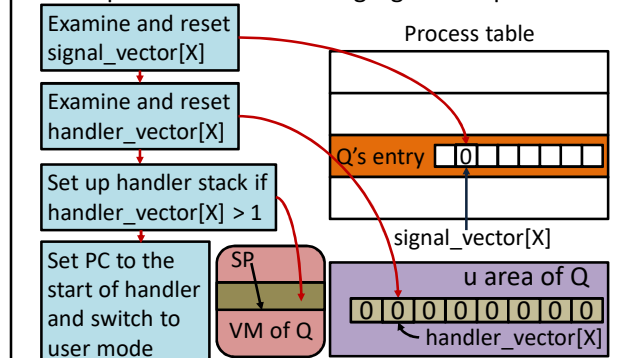 Examine and reset
signal_vector[X]
Examine and reset
handler_vector[X]
Set up handler stack if
handler_vector[X] > 1
Set PC to the
start of handler
and switch to
user mode
Process table
Q's entry
0
signal_vector[X]
SP
VM of Q
u area of Q
0 0 0 0 0 0 0 0
handler_vector[X]